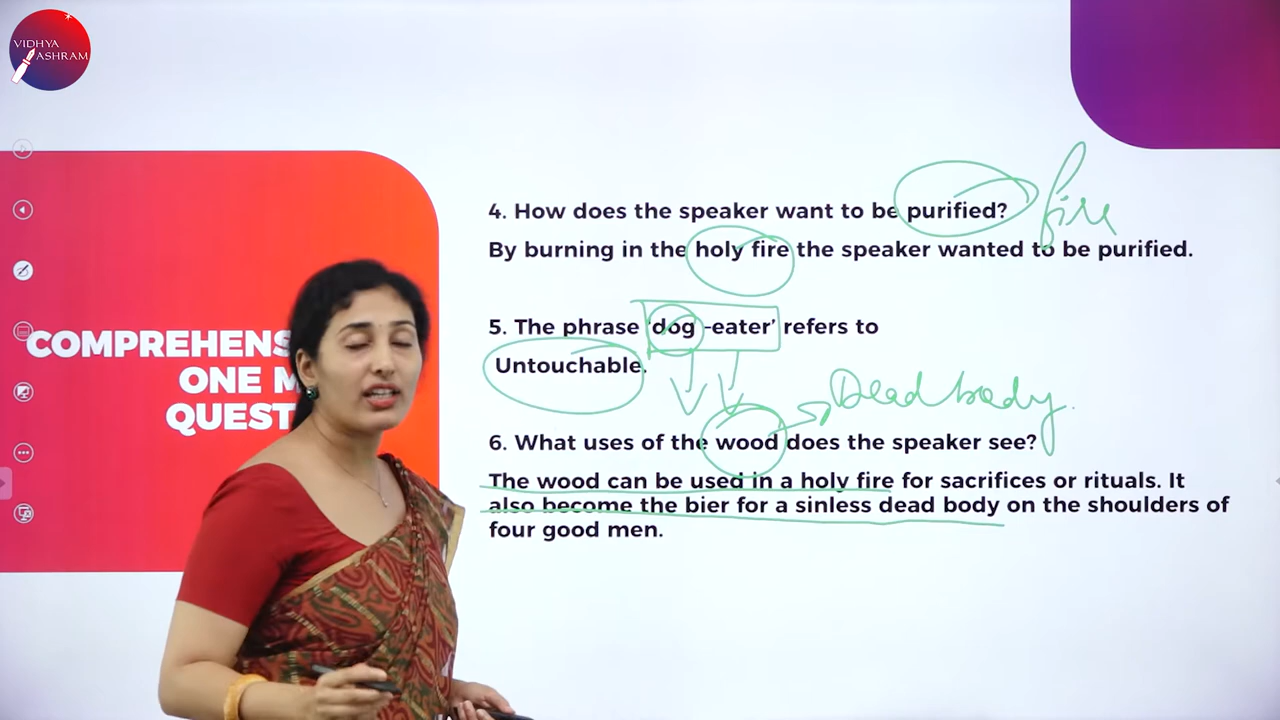 VIDHYA
ASHRAM
4. How does the speaker want to be purified?
fire
By burning in the holy fire the speaker wanted to be purified.
5. The phrase 'dog' -eater' refers to
Untouchable.
Dead body.
6. What uses of the wood does the speaker see?
The wood can be used in a holy fire for sacrifices or rituals. It
also become the bier for a sinless dead body on the shoulders of
four good men.
COMPREHENS
ONE M
QUEST